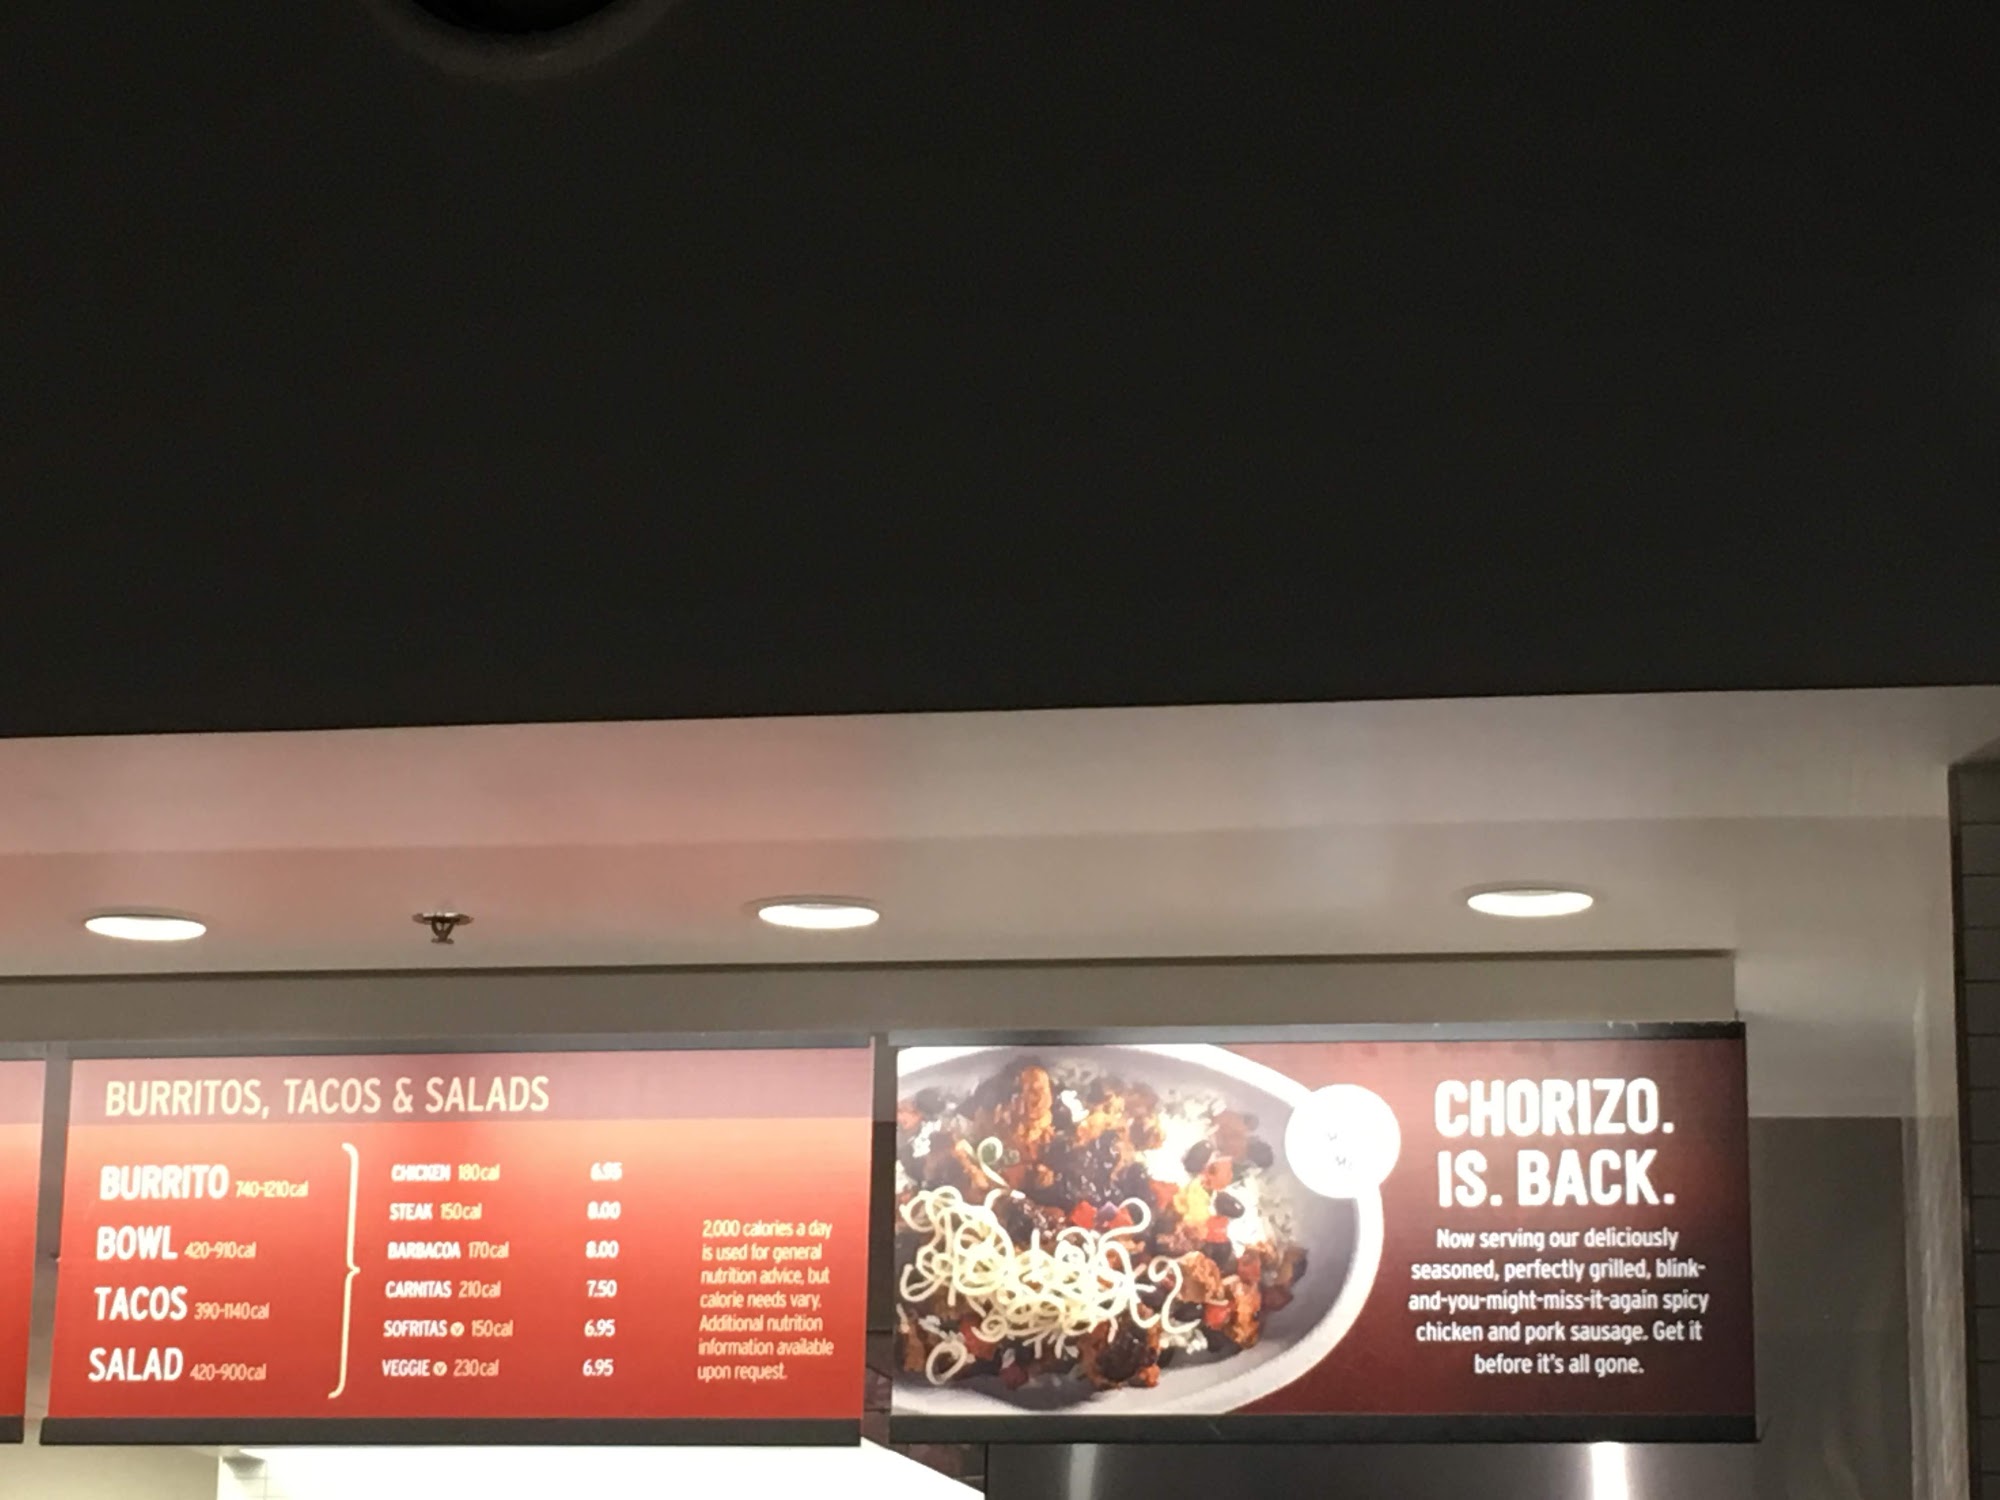 BURRITOS, TACOS & SALADS
BURRITO 740-1210cal
BOWL 420-910cal
TACOS 390-1140cal
SALAD 420-900cal
CHICKEN 180cal 6.95
STEAK 150cal 8.00
BARBACOA 170cal 8.00
CARNITAS 210cal 7.50
SOFRITAS V 150cal 6.95
VEGGIE V 230cal 6.95
2,000 calories a day
is used for general
nutrition advice, but
calorie needs vary.
Additional nutrition
information available
upon request.
CHORIZO.
IS. BACK.
Now serving our deliciously
seasoned, perfectly grilled, blink-
and-you-might-miss-it-again spicy
chicken and pork sausage. Get it
before it's all gone.